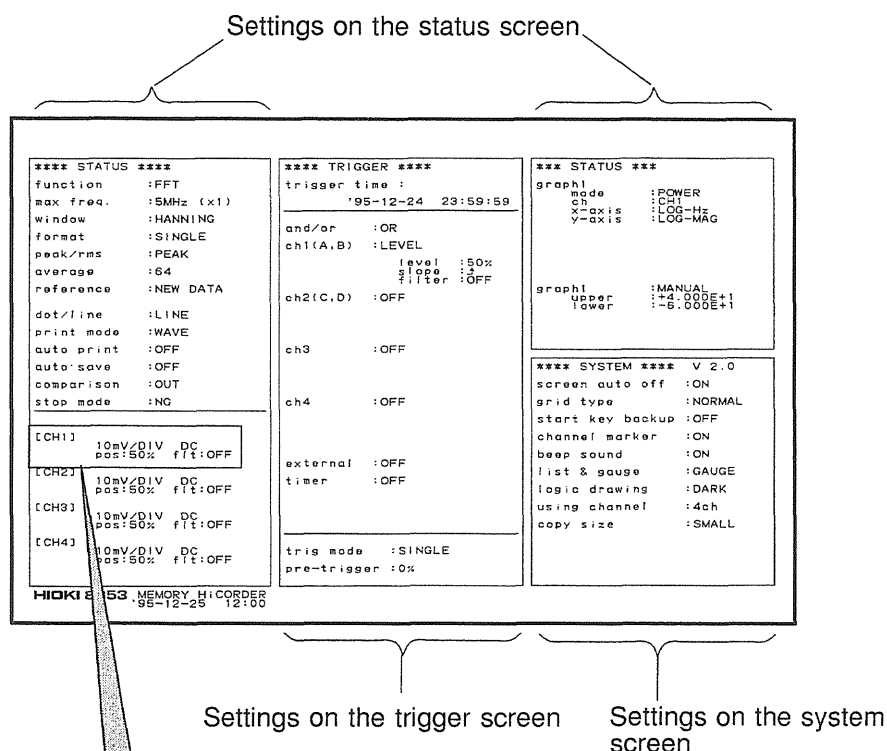 Settings on the status screen
**** STATUS ****
function :FFT
max freq. :5MHz (x1)
window :HANNING
format :SINGLE
peak/rms :PEAK
average :64
reference :NEW DATA
dot/line :LINE
print mode :WAVE
auto print :OFF
auto save :OFF
comparison :OUT
stop mode :NG
[CH1]
10mV/DIV DC
pos:50% flt:OFF
[CH2]
10mV/DIV DC
pos:50% flt:OFF
[CH3]
10mV/DIV DC
pos:50% flt:OFF
[CH4]
10mV/DIV DC
pos:50% flt:OFF
**** TRIGGER ****
trigger time :
'95-12-24 23:59:59
and/or :OR
ch1(A,B) :LEVEL
level :50%
slope :↑
filter :OFF
ch2(C,D) :OFF
ch3 :OFF
ch4 :OFF
external :OFF
timer :OFF
trig mode :SINGLE
pre-trigger :0%
*** STATUS ***
graph1
mode :POWER
ch :CH1
x-axis :LOG-Hz
y-axis :LOG-MAG
graph1 :MANUAL
upper :+4.000E+1
lower :-6.000E+1
**** SYSTEM **** V 2.0
screen auto off :ON
grid type :NORMAL
start key backup :OFF
channel marker :ON
beep sound :ON
list & gauge :GAUGE
logic drawing :DARK
using channel :4ch
copy size :SMALL
HIOKI MEMORY HiCORDER
'95-12-25 12:00
Settings on the trigger screen
Settings on the system
screen